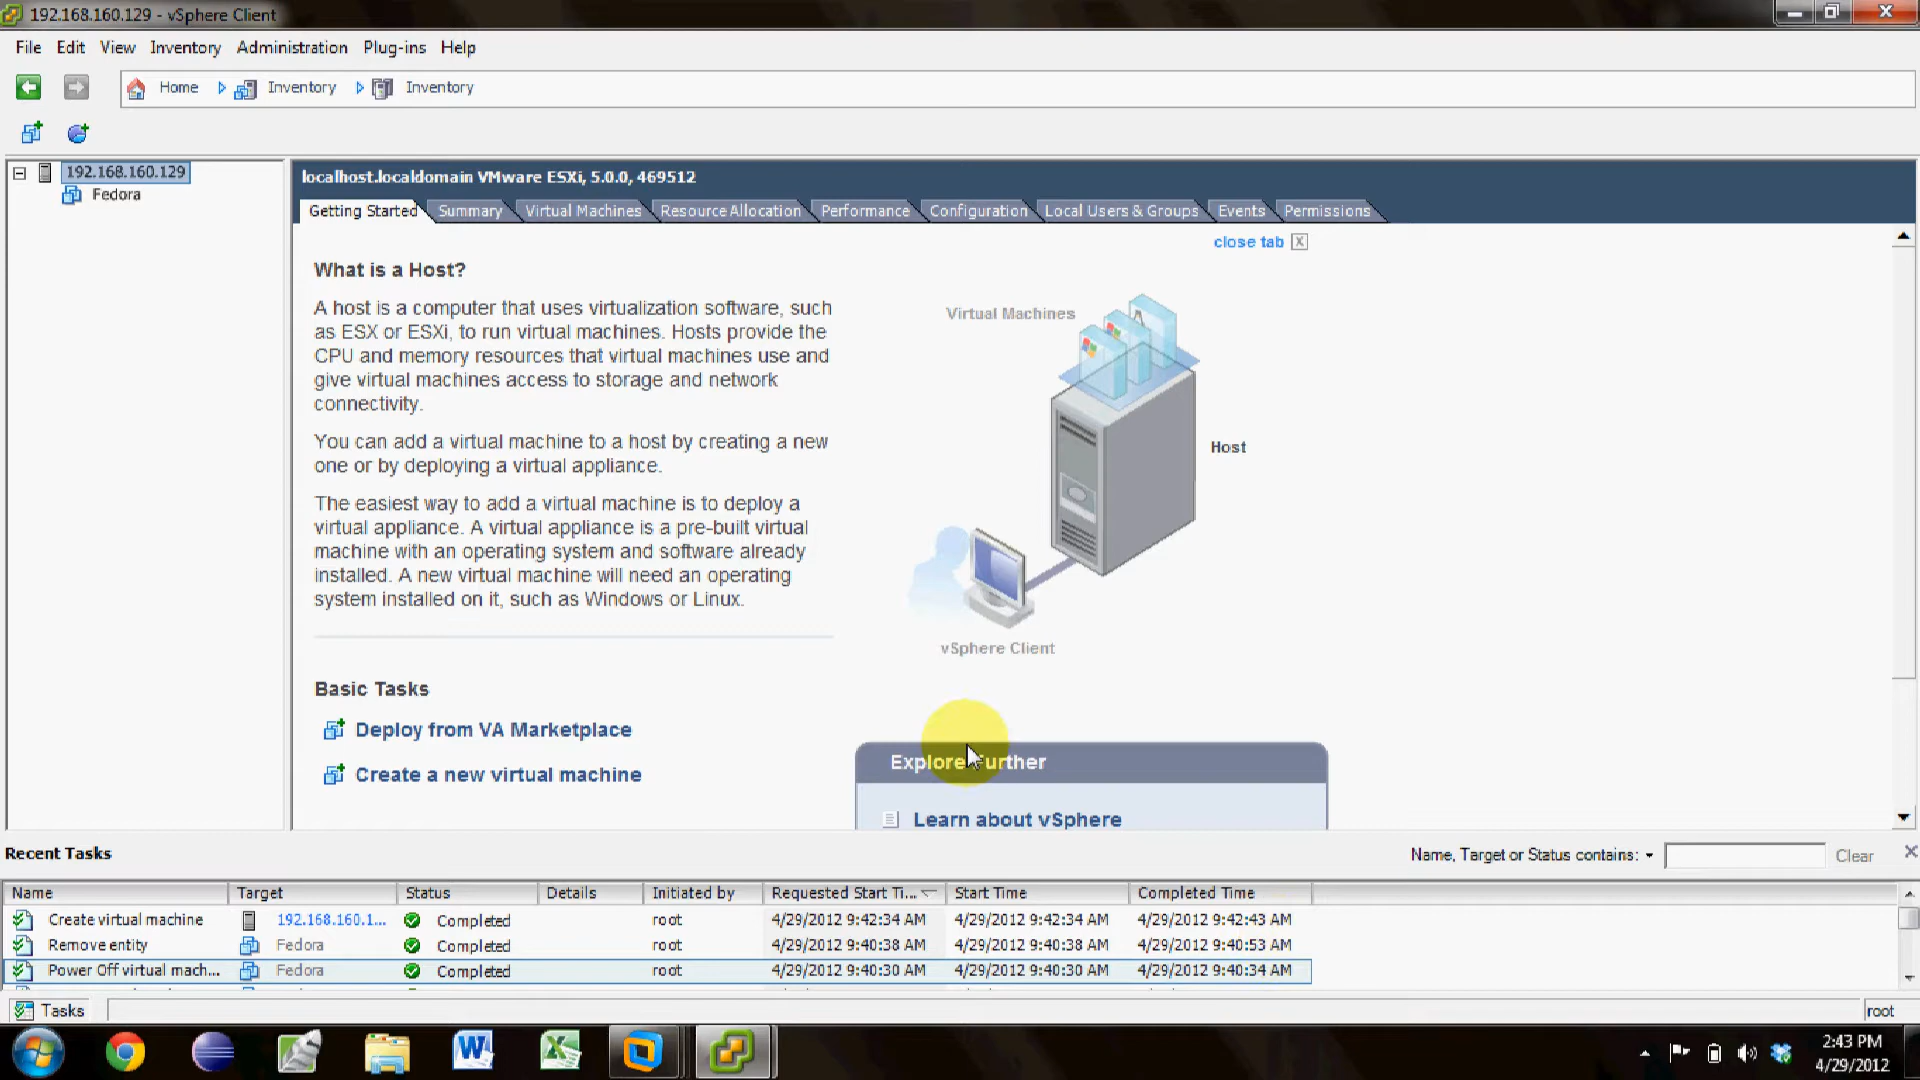 192.168.160.129 - vSphere Client
File Edit View Inventory Administration Plug-ins Help
Home Inventory Inventory
192.168.160.129
Fedora
localhost.localdomain VMware ESXi, 5.0.0, 469512
Getting Started Summary Virtual Machines Resource Allocation Performance Configuration Local Users & Groups Events Permissions
close tab X
What is a Host?
A host is a computer that uses virtualization software, such
as ESX or ESXi, to run virtual machines. Hosts provide the
CPU and memory resources that virtual machines use and
give virtual machines access to storage and network
connectivity.
You can add a virtual machine to a host by creating a new
one or by deploying a virtual appliance.
The easiest way to add a virtual machine is to deploy a
virtual appliance. A virtual appliance is a pre-built virtual
machine with an operating system and software already
installed. A new virtual machine will need an operating
system installed on it, such as Windows or Linux.
Virtual Machines
Host
vSphere Client
Basic Tasks
Deploy from VA Marketplace
Create a new virtual machine
Explore Further
Learn about vSphere
Recent Tasks
Name, Target or Status contains: Clear
Name Target Status Details Initiated by Requested Start Ti... Start Time Completed Time
Create virtual machine 192.168.160.1... Completed root 4/29/2012 9:42:34 AM 4/29/2012 9:42:34 AM 4/29/2012 9:42:43 AM
Remove entity Fedora Completed root 4/29/2012 9:40:38 AM 4/29/2012 9:40:38 AM 4/29/2012 9:40:53 AM
Power Off virtual mach... Fedora Completed root 4/29/2012 9:40:30 AM 4/29/2012 9:40:30 AM 4/29/2012 9:40:34 AM
Tasks
root
2:43 PM
4/29/2012